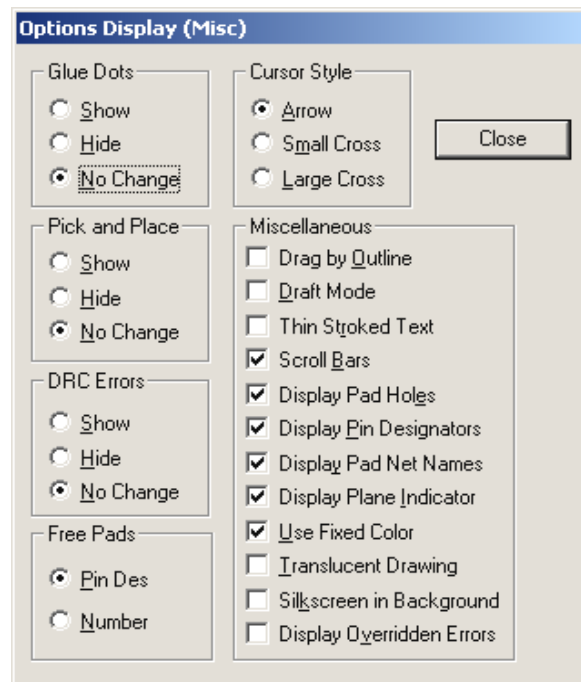 Options Display (Misc)
Glue Dots
Show
Hide
No Change
Pick and Place
Show
Hide
No Change
DRC Errors
Show
Hide
No Change
Free Pads
Pin Des
Number
Cursor Style
Arrow
Small Cross
Large Cross
Close
Miscellaneous
Drag by Outline
Draft Mode
Thin Stroked Text
Scroll Bars
Display Pad Holes
Display Pin Designators
Display Pad Net Names
Display Plane Indicator
Use Fixed Color
Translucent Drawing
Silkscreen in Background
Display Overridden Errors